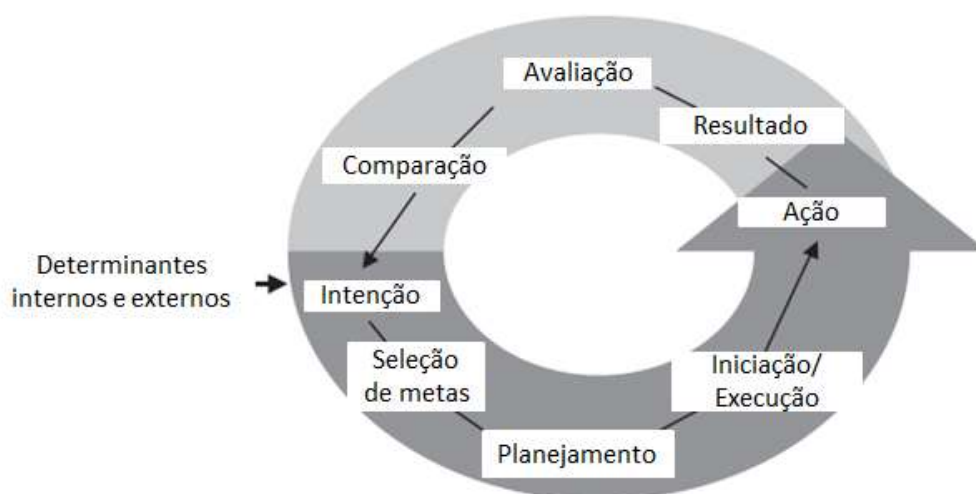 Avaliação
Resultado
Comparação
Ação
Determinantes
internos e externos
Intenção
Seleção
de metas
Iniciação/
Execução
Planejamento